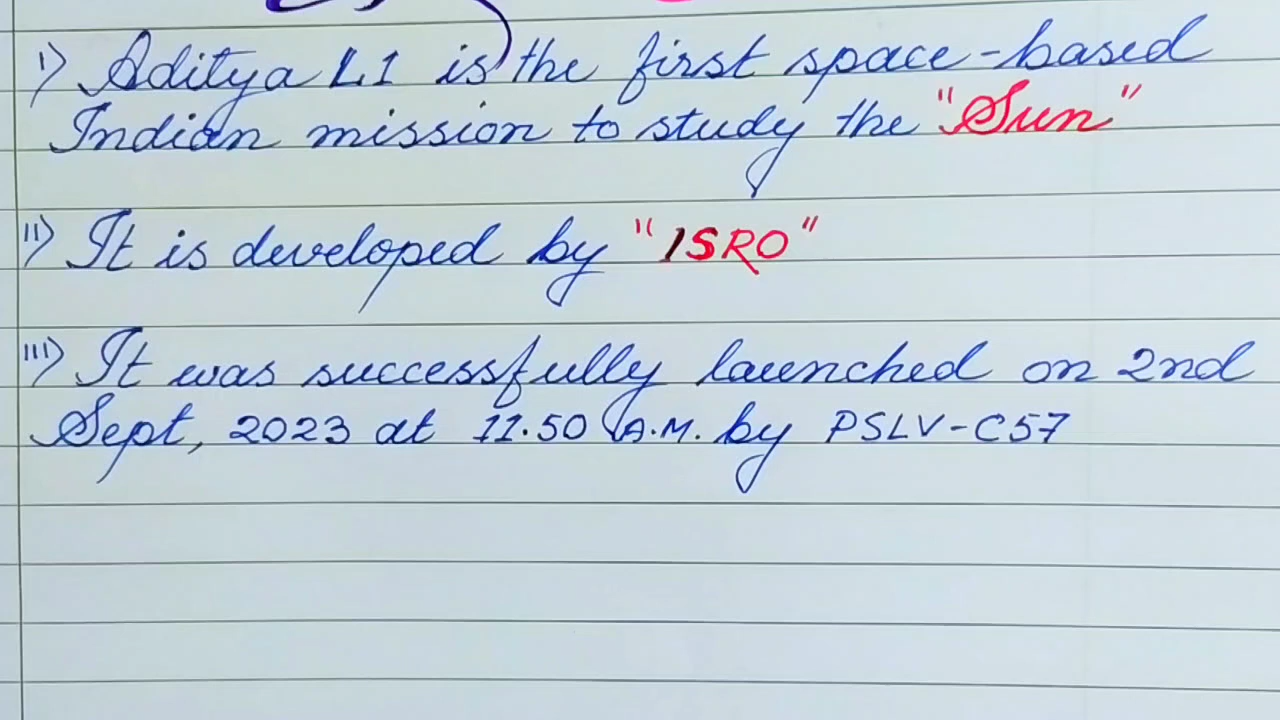 i) Aditya L1 is the first space-based
Indian mission to study the "Sun"
ii) It is developed by "ISRO"
iii) It was successfully launched on 2nd
Sept, 2023 at 11.50 A.M. by PSLV-C57